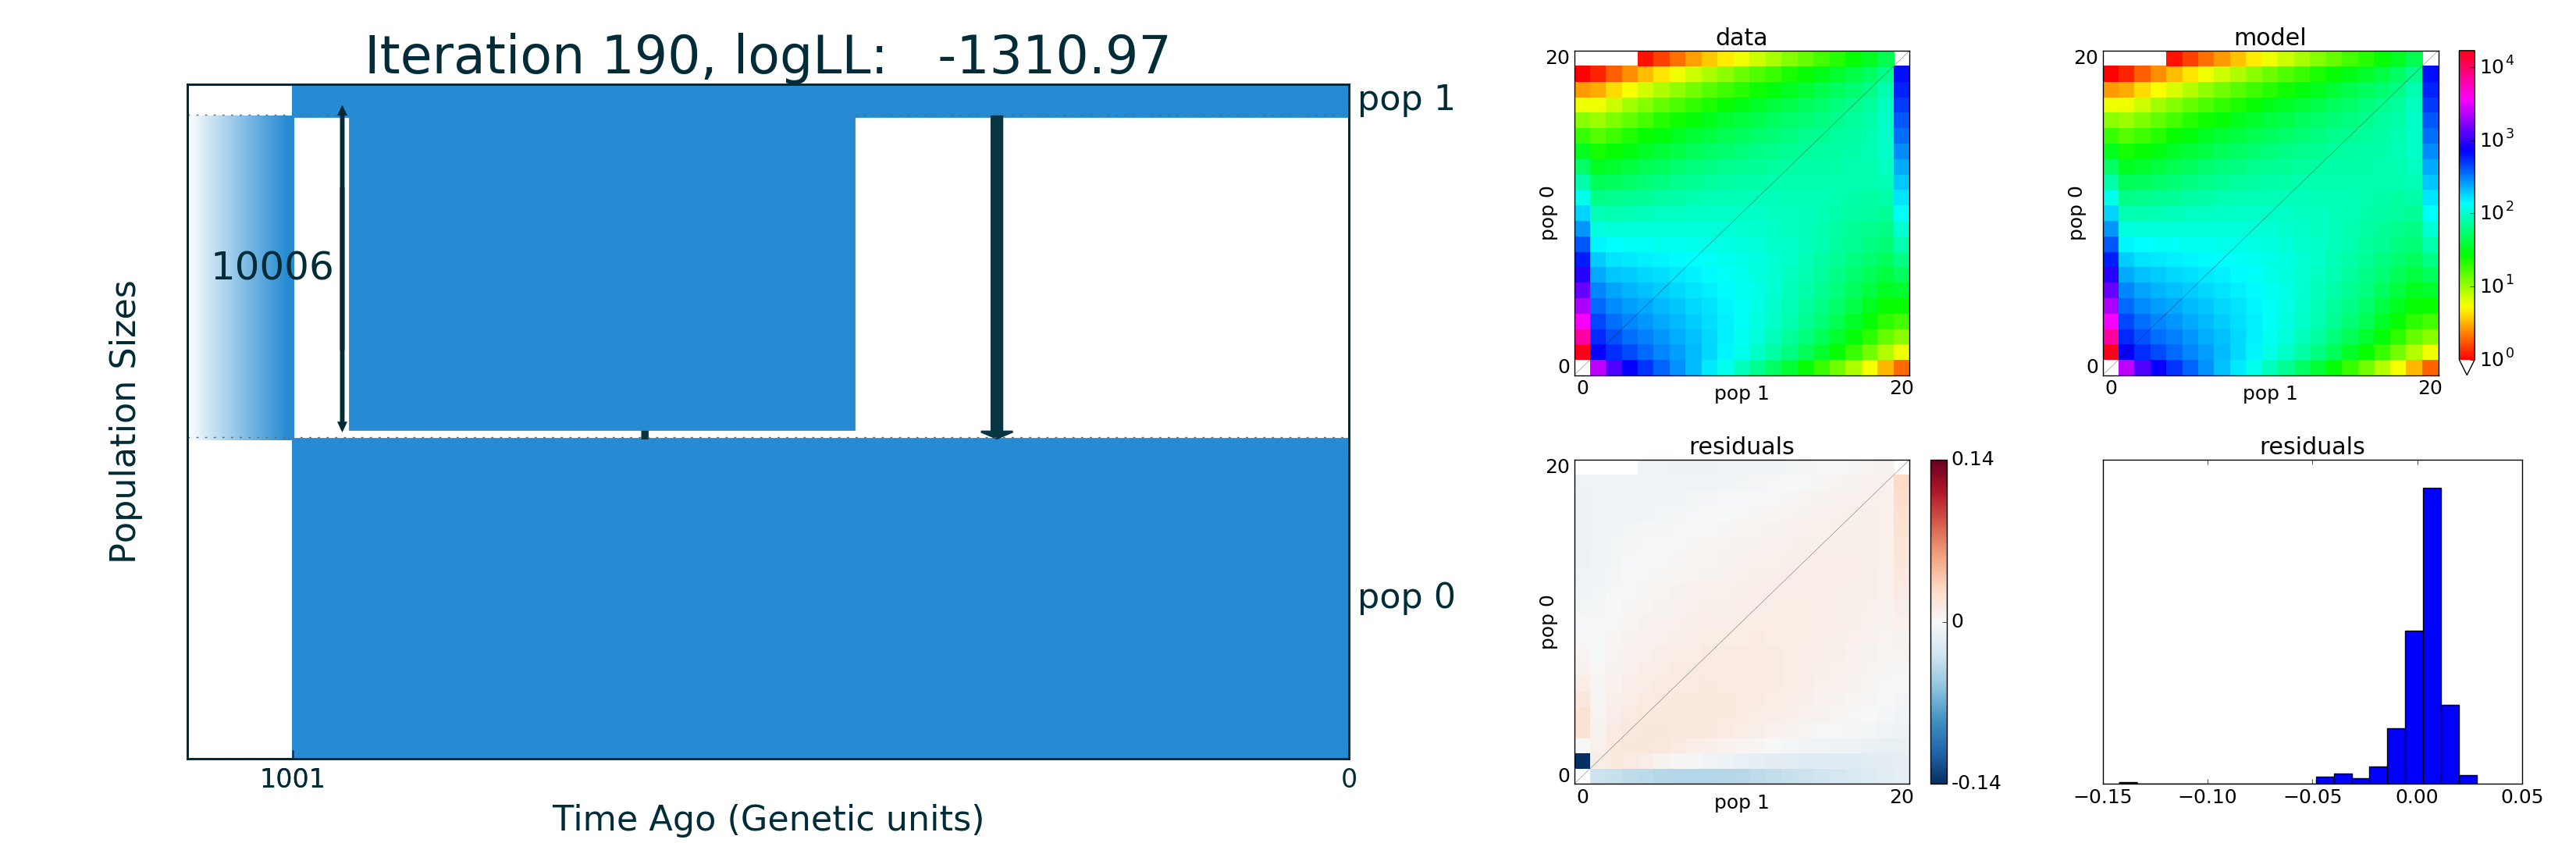 Iteration 190, logLL:   -1310.97
pop 1
10006
Population Sizes
pop 0
1001
0
Time Ago (Genetic units)
data
20
pop 0
0
0
pop 1
20
model
20
pop 0
0
0
pop 1
20
10^4
10^3
10^2
10^1
10^0
residuals
20
pop 0
0
0
pop 1
20
0.14
0
-0.14
residuals
−0.15
−0.10
−0.05
0.00
0.05